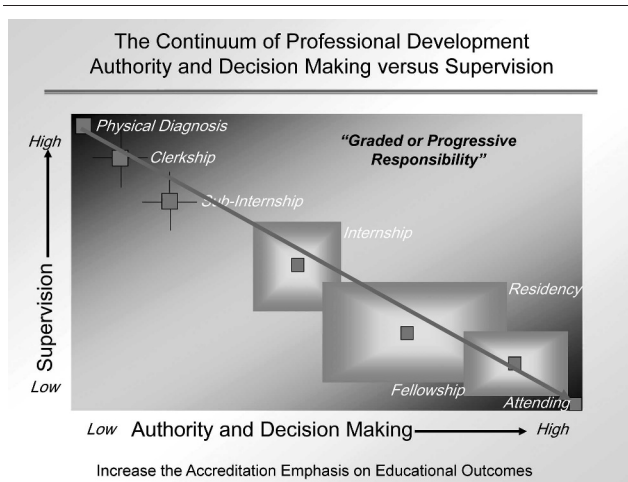 The Continuum of Professional Development
Authority and Decision Making versus Supervision
High
Physical Diagnosis
"Graded or Progressive
Responsibility"
Clerkship
Sub-Internship
Internship
Supervision
Residency
Low
Fellowship
Attending
Low Authority and Decision Making High
Increase the Accreditation Emphasis on Educational Outcomes